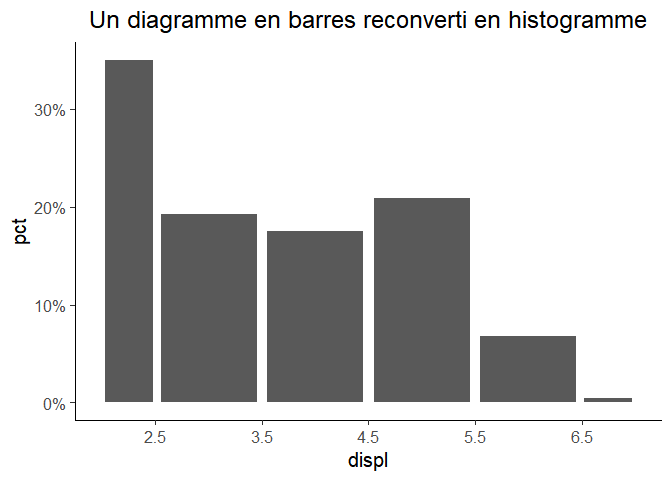 Un diagramme en barres reconverti en histogramme
30%
20%
10%
0%
pct
2.5 3.5 4.5 5.5 6.5
displ